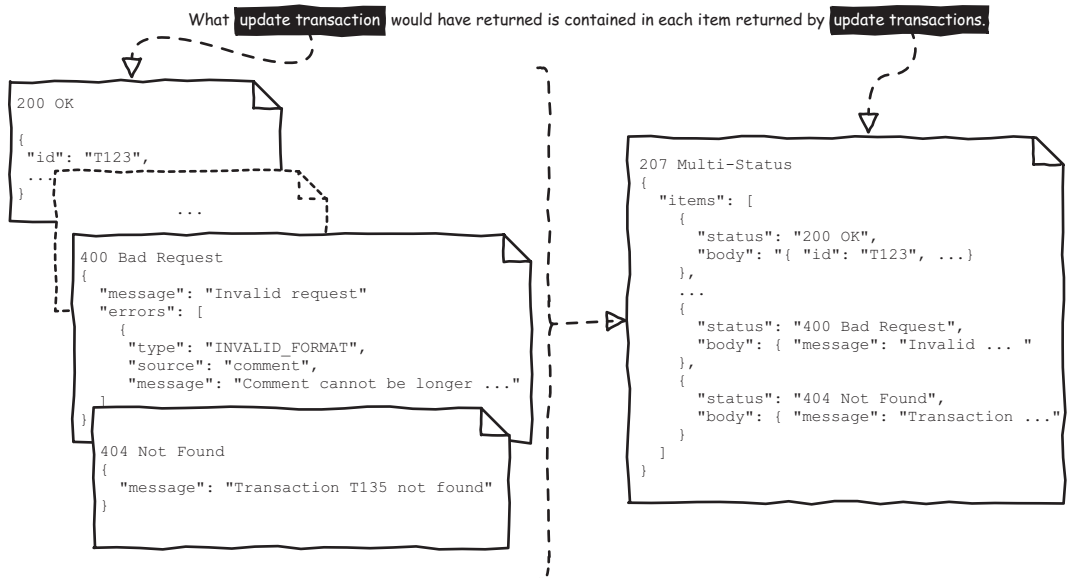 What update transaction would have returned is contained in each item returned by update transactions.
200 OK
{
"id": "T123",
...
}
...
400 Bad Request
{
"message": "Invalid request"
"errors": [
{
"type": "INVALID_FORMAT",
"source": "comment",
"message": "Comment cannot be longer ..."
]
}
404 Not Found
{
"message": "Transaction T135 not found"
}
207 Multi-Status
{
"items": [
{
"status": "200 OK",
"body": "{ "id": "T123", ...}
},
...
{
"status": "400 Bad Request",
"body": { "message": "Invalid ... "
},
{
"status": "404 Not Found",
"body": { "message": "Transaction ..."
}
]
}